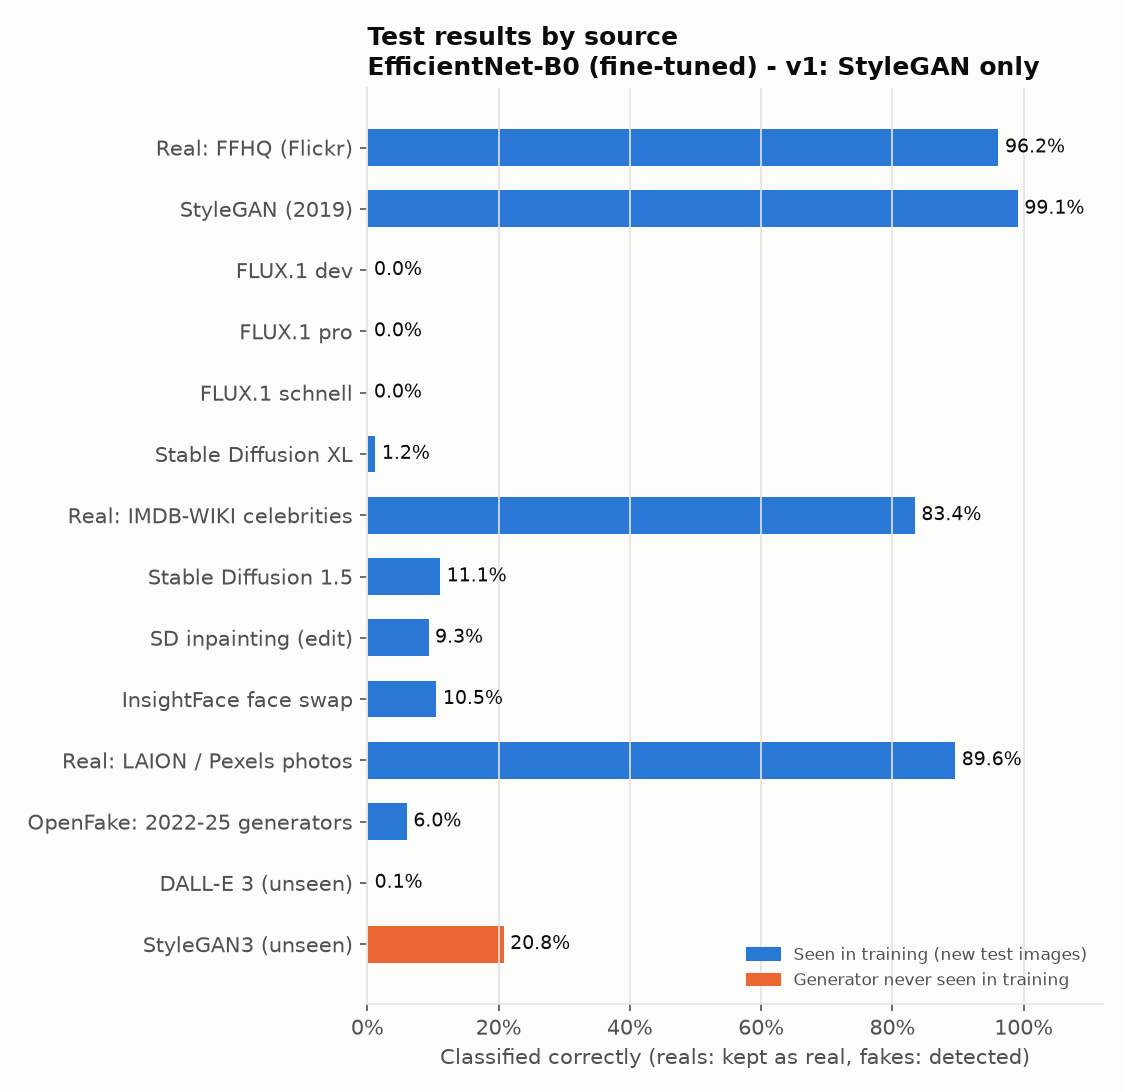 Test results by source
EfficientNet-B0 (fine-tuned) - v1: StyleGAN only
Real: FFHQ (Flickr) 96.2%
StyleGAN (2019) 99.1%
FLUX.1 dev 0.0%
FLUX.1 pro 0.0%
FLUX.1 schnell 0.0%
Stable Diffusion XL 1.2%
Real: IMDB-WIKI celebrities 83.4%
Stable Diffusion 1.5 11.1%
SD inpainting (edit) 9.3%
InsightFace face swap 10.5%
Real: LAION / Pexels photos 89.6%
OpenFake: 2022-25 generators 6.0%
DALL-E 3 (unseen) 0.1%
StyleGAN3 (unseen) 20.8%
Seen in training (new test images)
Generator never seen in training
0% 20% 40% 60% 80% 100%
Classified correctly (reals: kept as real, fakes: detected)